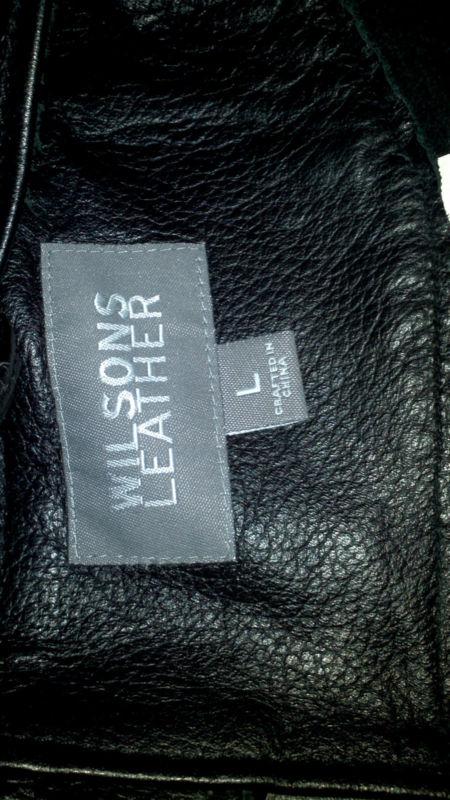 WILSONS
LEATHER
L
CRAFTED IN
CHINA